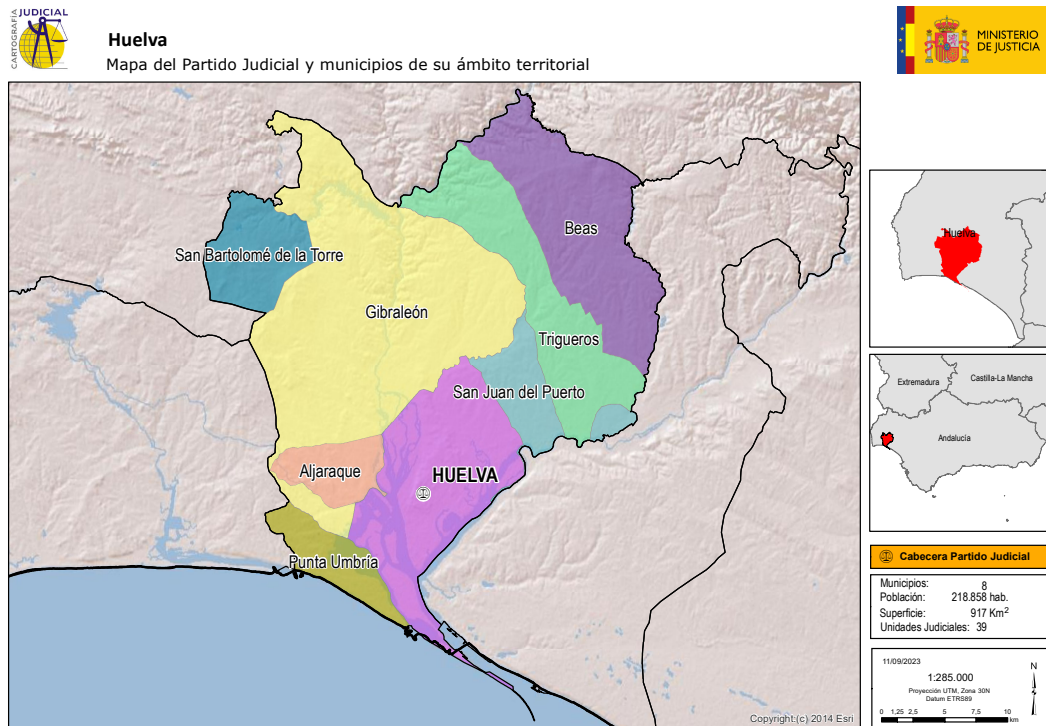 CARTOGRAFÍA
JUDICIAL
Huelva
Mapa del Partido Judicial y municipios de su ámbito territorial
MINISTERIO
DE JUSTICIA
Beas
San Bartolomé de la Torre
Gibraleón
Trigueros
San Juan del Puerto
Aljaraque
HUELVA
Punta Umbría
Copyright:(c) 2014 Esri
Huelva
Extremadura
Castilla-La Mancha
Andalucía
Cabecera Partido Judicial
Municipios: 8
Población: 218.858 hab.
Superficie: 917 Km²
Unidades Judiciales: 39
11/09/2023
1:285.000
Proyección UTM, Zona 30N
Datum ETRS89
N
0 1,25 2,5 5 7,5 10
km